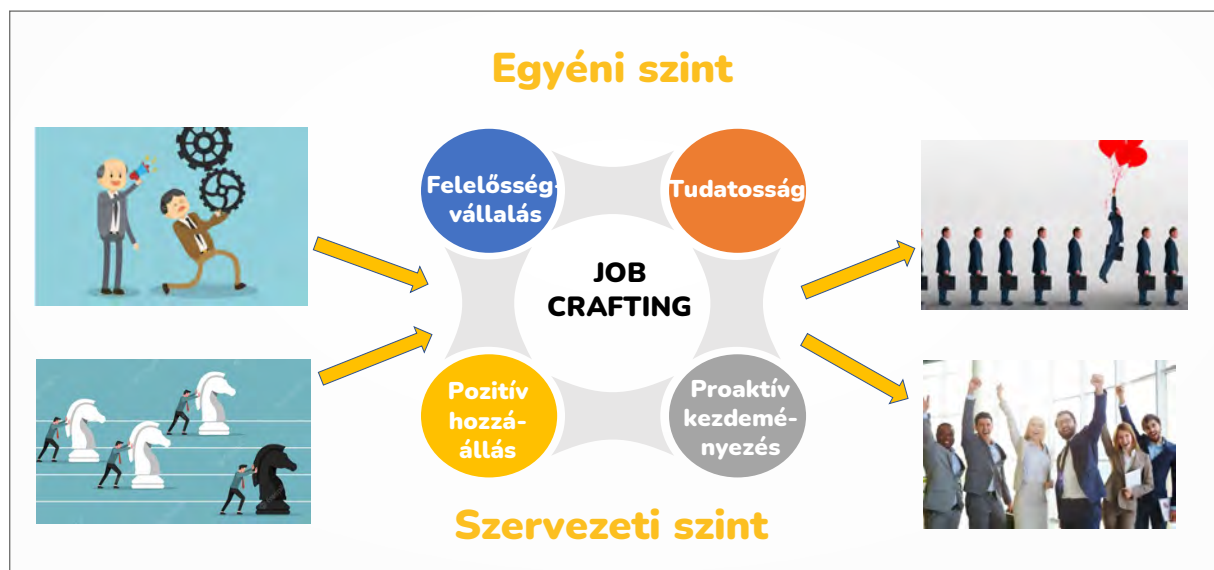 Egyéni szint
Felelősség-
vállalás
Tudatosság
JOB
CRAFTING
Pozitív
hozzá-
állás
Proaktív
kezdemé-
nyezés
Szervezeti szint